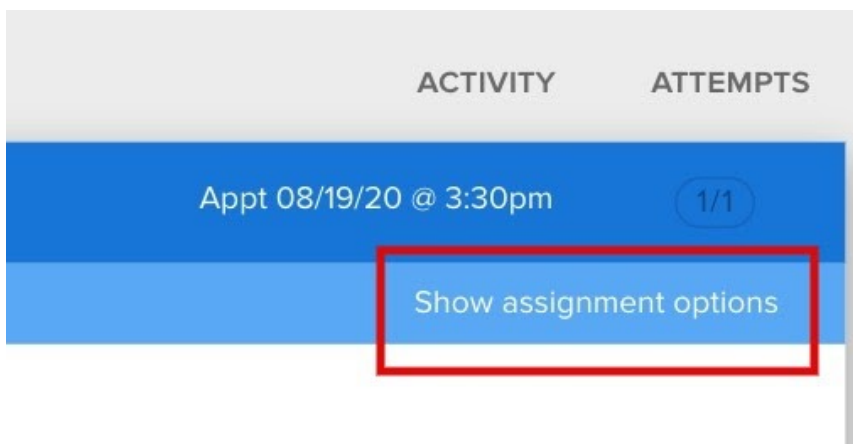 ACTIVITY ATTEMPTS
Appt 08/19/20 @ 3:30pm 1/1
Show assignment options